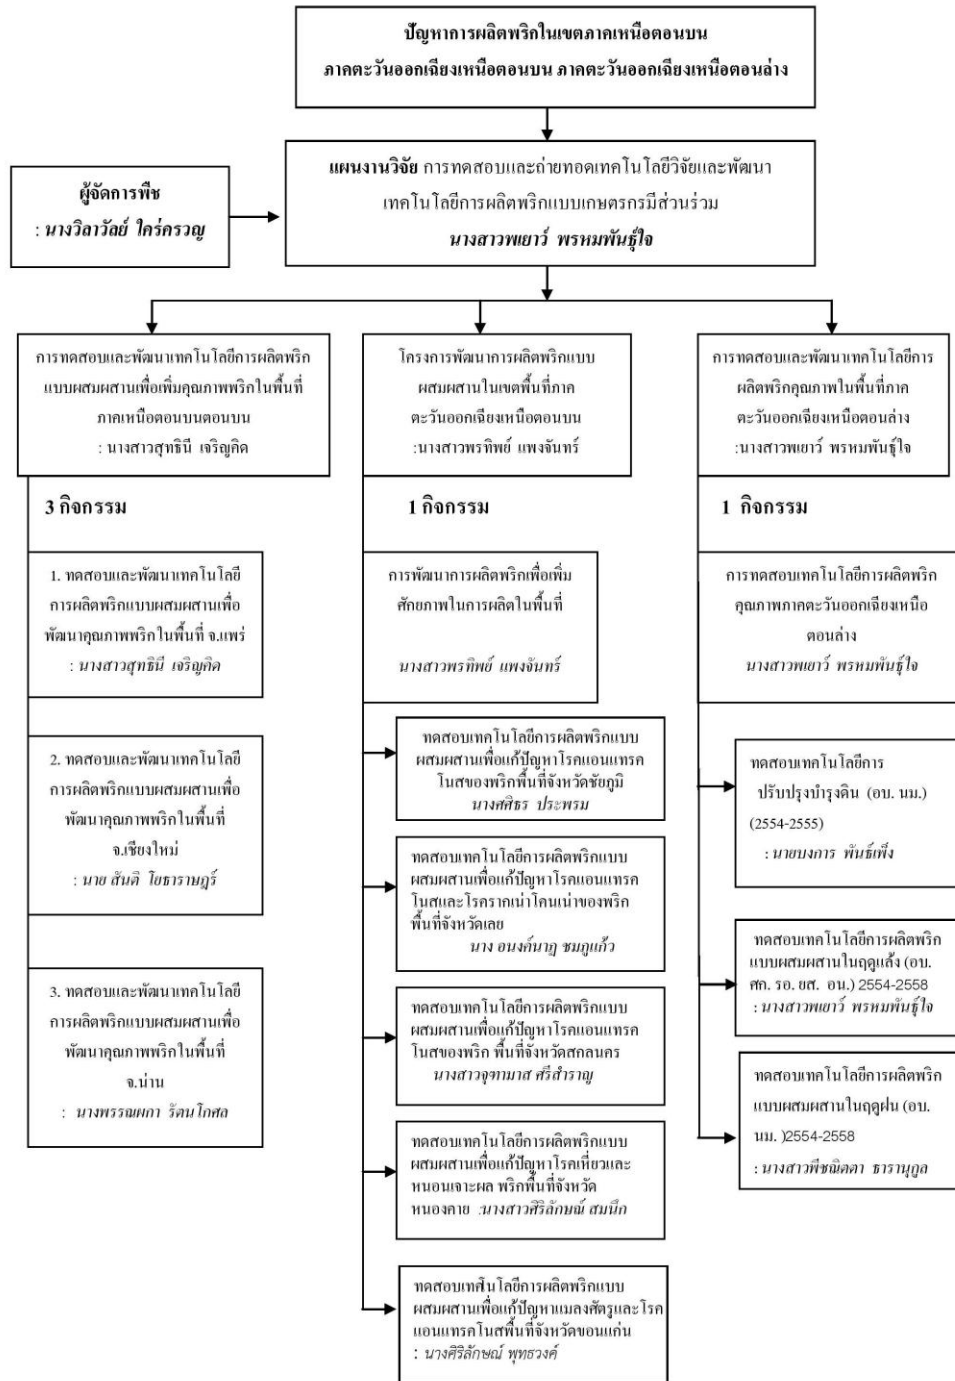 ปัญหาการผลิตพริกในเขตภาคเหนือตอนบน
ภาคตะวันออกเฉียงเหนือตอนบน ภาคตะวันออกเฉียงเหนือตอนล่าง
ผู้จัดการพืช
: นางวิลาวัลย์ ใคร่ครวญ
แผนงานวิจัย การทดสอบและถ่ายทอดเทคโนโลยีวิจัยและพัฒนา
เทคโนโลยีการผลิตพริกแบบเกษตรกรมีส่วนร่วม
นางสาวพเยาว์ พรหมพันธุ์ใจ
การทดสอบและพัฒนาเทคโนโลยีการผลิตพริก
แบบผสมผสานเพื่อเพิ่มคุณภาพพริกในพื้นที่
ภาคเหนือตอนบนตอนบน
: นางสาวสุทธินี เจริญคิด
3 กิจกรรม
1. ทดสอบและพัฒนาเทคโนโลยี
การผลิตพริกแบบผสมผสานเพื่อ
พัฒนาคุณภาพพริกในพื้นที่ จ.แพร่
: นางสาวสุทธินี เจริญคิด
2. ทดสอบและพัฒนาเทคโนโลยี
การผลิตพริกแบบผสมผสานเพื่อ
พัฒนาคุณภาพพริกในพื้นที่
จ.เชียงใหม่
: นาย สันติ โยธาราษฎร์
3. ทดสอบและพัฒนาเทคโนโลยี
การผลิตพริกแบบผสมผสานเพื่อ
พัฒนาคุณภาพพริกในพื้นที่
จ.น่าน
: นางพรรณผกา รัตนโกศล
โครงการพัฒนาการผลิตพริกแบบ
ผสมผสานในเขตพื้นที่ภาค
ตะวันออกเฉียงเหนือตอนบน
:นางสาวพรทิพย์ แพงจันทร์
1 กิจกรรม
การพัฒนาการผลิตพริกเพื่อเพิ่ม
ศักยภาพในการผลิตในพื้นที่
นางสาวพรทิพย์ แพงจันทร์
ทดสอบเทคโนโลยีการผลิตพริกแบบ
ผสมผสานเพื่อแก้ปัญหาโรคแอนแทรค
โนสของพริกพื้นที่จังหวัดชัยภูมิ
นางศศิธร ประพรม
ทดสอบเทคโนโลยีการผลิตพริกแบบ
ผสมผสานเพื่อแก้ปัญหาโรคแอนแทรค
โนสและโรครากเน่าโคนเน่าของพริก
พื้นที่จังหวัดเลย
นาง อนงค์นาฏ ชมภูแก้ว
ทดสอบเทคโนโลยีการผลิตพริกแบบ
ผสมผสานเพื่อแก้ปัญหาโรคแอนแทรค
โนสของพริก พื้นที่จังหวัดสกลนคร
นางสาวจุฑามาส ศรีสำราญ
ทดสอบเทคโนโลยีการผลิตพริกแบบ
ผสมผสานเพื่อแก้ปัญหาโรคเหี่ยวและ
หนอนเจาะผล พริกพื้นที่จังหวัด
หนองคาย :นางสาวศิริลักษณ์ สมนึก
ทดสอบเทคโนโลยีการผลิตพริกแบบ
ผสมผสานเพื่อแก้ปัญหาแมลงศัตรูและโรค
แอนแทรคโนสพื้นที่จังหวัดขอนแก่น
: นางศิริลักษณ์ พุทธวงค์
การทดสอบและพัฒนาเทคโนโลยีการ
ผลิตพริกคุณภาพในพื้นที่ภาค
ตะวันออกเฉียงเหนือตอนล่าง
:นางสาวพเยาว์ พรหมพันธุ์ใจ
1 กิจกรรม
การทดสอบเทคโนโลยีการผลิตพริก
คุณภาพภาคตะวันออกเฉียงเหนือ
ตอนล่าง
นางสาวพเยาว์ พรหมพันธุ์ใจ
ทดสอบเทคโนโลยีการ
ปรับปรุงบำรุงดิน (อบ. นม.)
(2554-2555)
: นายบงการ พันธ์เพ็ง
ทดสอบเทคโนโลยีการผลิตพริก
แบบผสมผสานในฤดูแล้ง (อบ.
ศก. รอ. ยส. อน.) 2554-2558
: นางสาวพเยาว์ พรหมพันธุ์ใจ
ทดสอบเทคโนโลยีการผลิตพริก
แบบผสมผสานในฤดูฝน (อบ.
นม. )2554-2558
: นางสาวพีชณิตดา ธารานุกูล